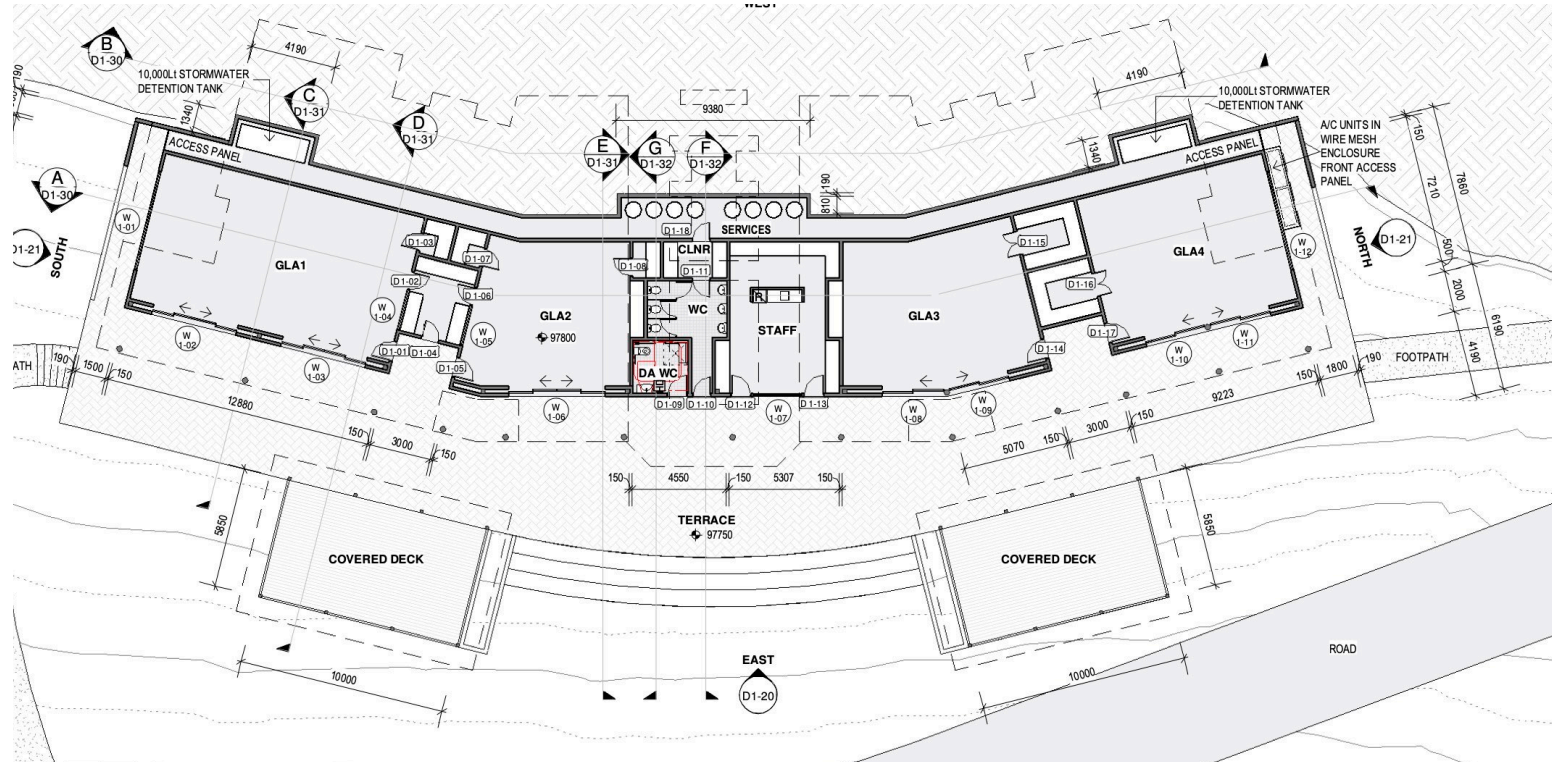 WEST
B
D1-30
4190
10,000Lt STORMWATER
DETENTION TANK
C
D1-31
1340
D
D1-31
9380
4190
10,000Lt STORMWATER
DETENTION TANK
A/C UNITS IN
WIRE MESH
ENCLOSURE
FRONT ACCESS
PANEL
150
7210
7860
1340
190
ACCESS PANEL
E
D1-31
G
D1-32
F
D1-32
ACCESS PANEL
A
D1-30
190
810
W
1-01
D1-18
SERVICES
D1-21
SOUTH
D1-03
D1-07
CLNR
D1-15
GLA4
W
1-12
NORTH
D1-21
GLA1
D1-08
D1-11
500
D1-02
D1-06
D1-16
2000
W
1-04
GLA2
WC
STAFF
GLA3
W
1-05
97800
6190
W
1-02
D1-01
D1-04
D1-14
D1-17
W
1-10
W
1-11
4190
FOOTPATH
W
1-03
D1-05
DA WC
ATH
190
1500
150
12880
W
1-06
D1-09
D1-10
D1-12
W
1-07
D1-13
W
1-08
W
1-09
150
1800
190
9223
150
3000
150
5070
150
3000
150
150
4550
150
5307
150
5850
TERRACE
97750
5850
COVERED DECK
COVERED DECK
10000
EAST
D1-20
10000
ROAD